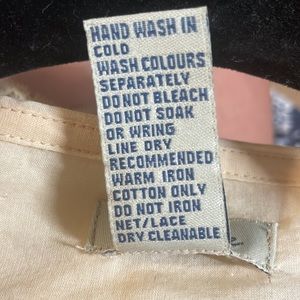 HAND WASH IN
COLD
WASH COLOURS
SEPARATELY
DO NOT BLEACH
DO NOT SOAK
OR WRING
LINE DRY
RECOMMENDED
WARM IRON
COTTON ONLY
DO NOT IRON
NET/LACE
DRY CLEANABLE